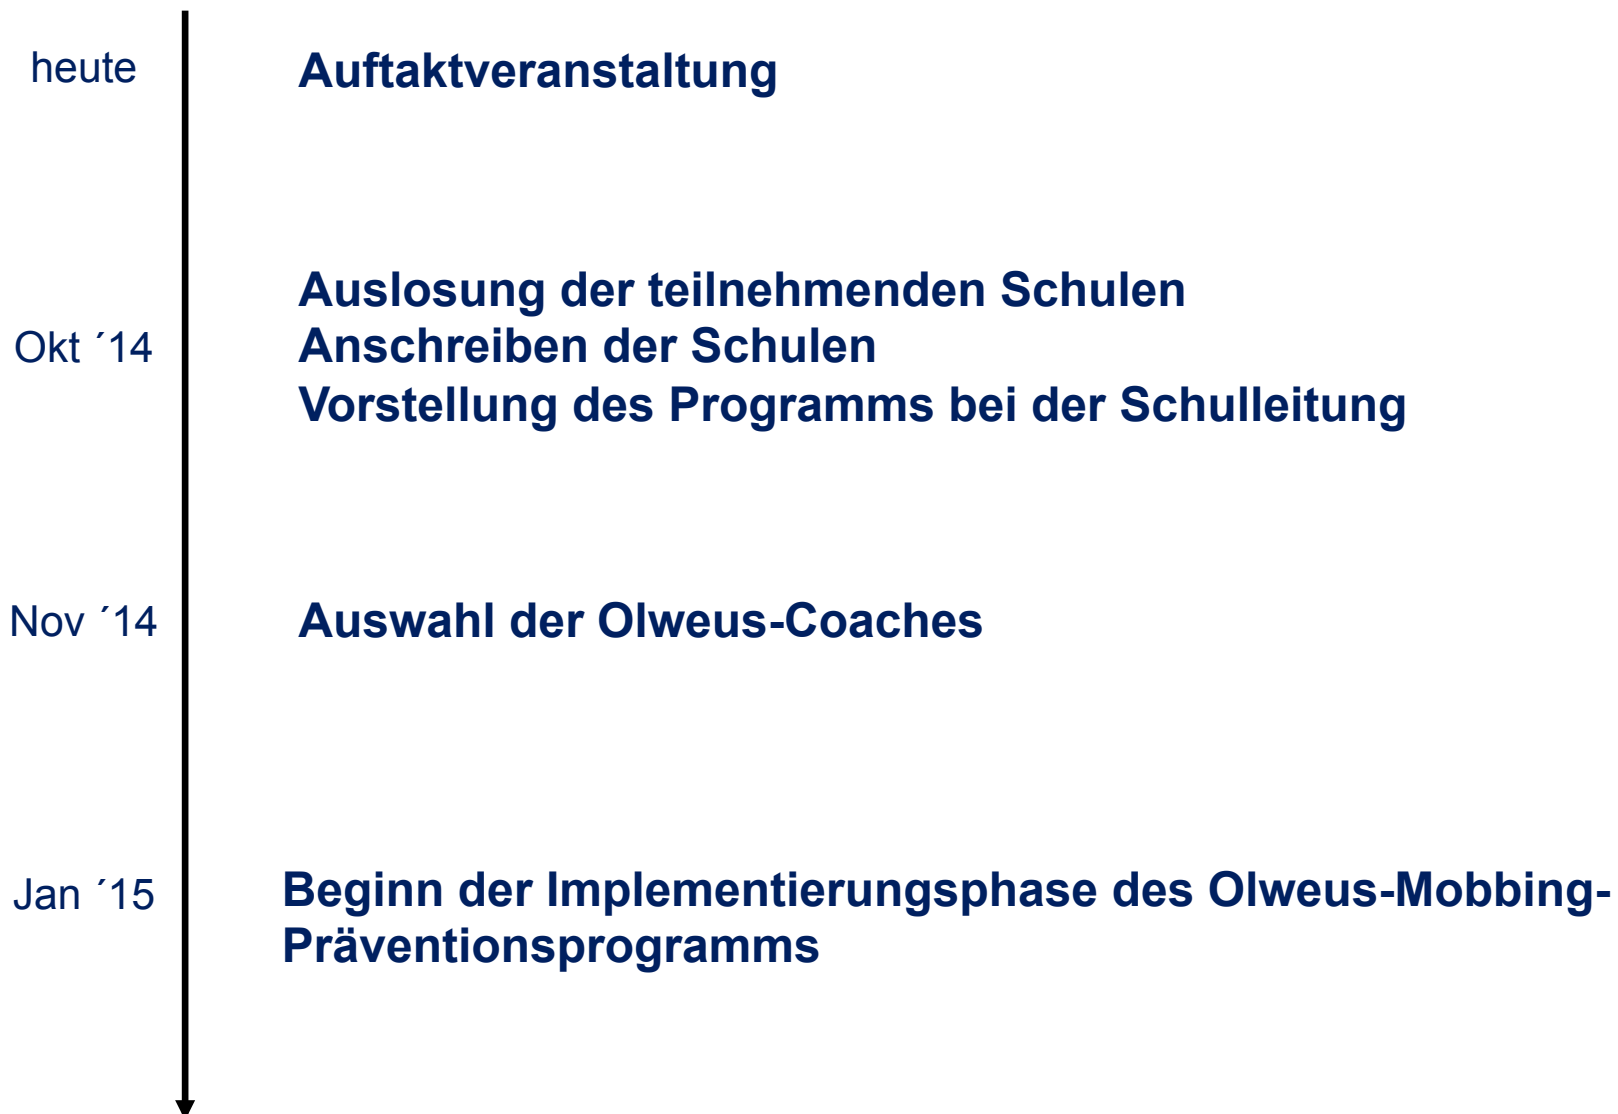 heute
Auftaktveranstaltung
Auslosung der teilnehmenden Schulen
Okt ´14
Anschreiben der Schulen
Vorstellung des Programms bei der Schulleitung
Nov ´14
Auswahl der Olweus-Coaches
Jan ´15
Beginn der Implementierungsphase des Olweus-Mobbing-
Präventionsprogramms